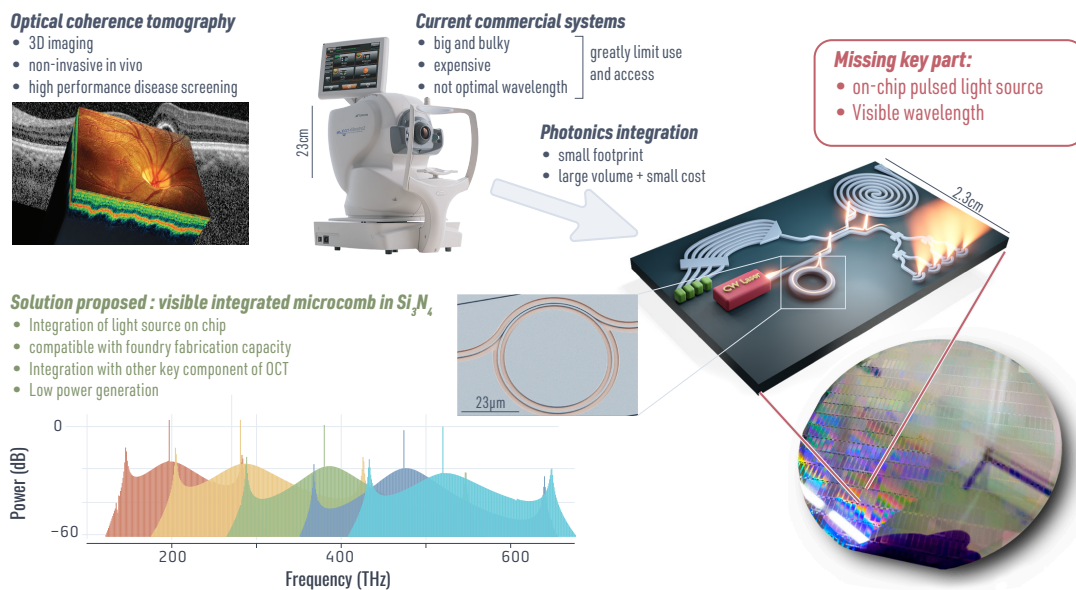 Optical coherence tomography
• 3D imaging
• non-invasive in vivo
• high performance disease screening
Current commercial systems
• big and bulky
• expensive
• not optimal wavelength
greatly limit use
and access
23cm
Missing key part:
• on-chip pulsed light source
• Visible wavelength
Photonics integration
• small footprint
• large volume + small cost
2.3cm
CW Laser
Solution proposed : visible integrated microcomb in Si₃N₄
• Integration of light source on chip
• compatible with foundry fabrication capacity
• Integration with other key component of OCT
• Low power generation
23µm
Power (dB)
0
−60
200
400
600
Frequency (THz)